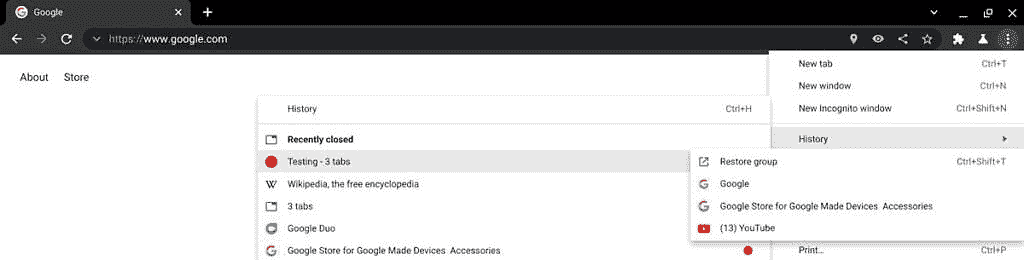 Google
https://www.google.com
About Store
New tab Ctrl+T
New window Ctrl+N
New Incognito window Ctrl+Shift+N
History
Print... Ctrl+P
History Ctrl+H
Recently closed
Testing - 3 tabs
Wikipedia, the free encyclopedia
3 tabs
Google Duo
Google Store for Google Made Devices Accessories
Restore group Ctrl+Shift+T
Google
Google Store for Google Made Devices Accessories
(13) YouTube